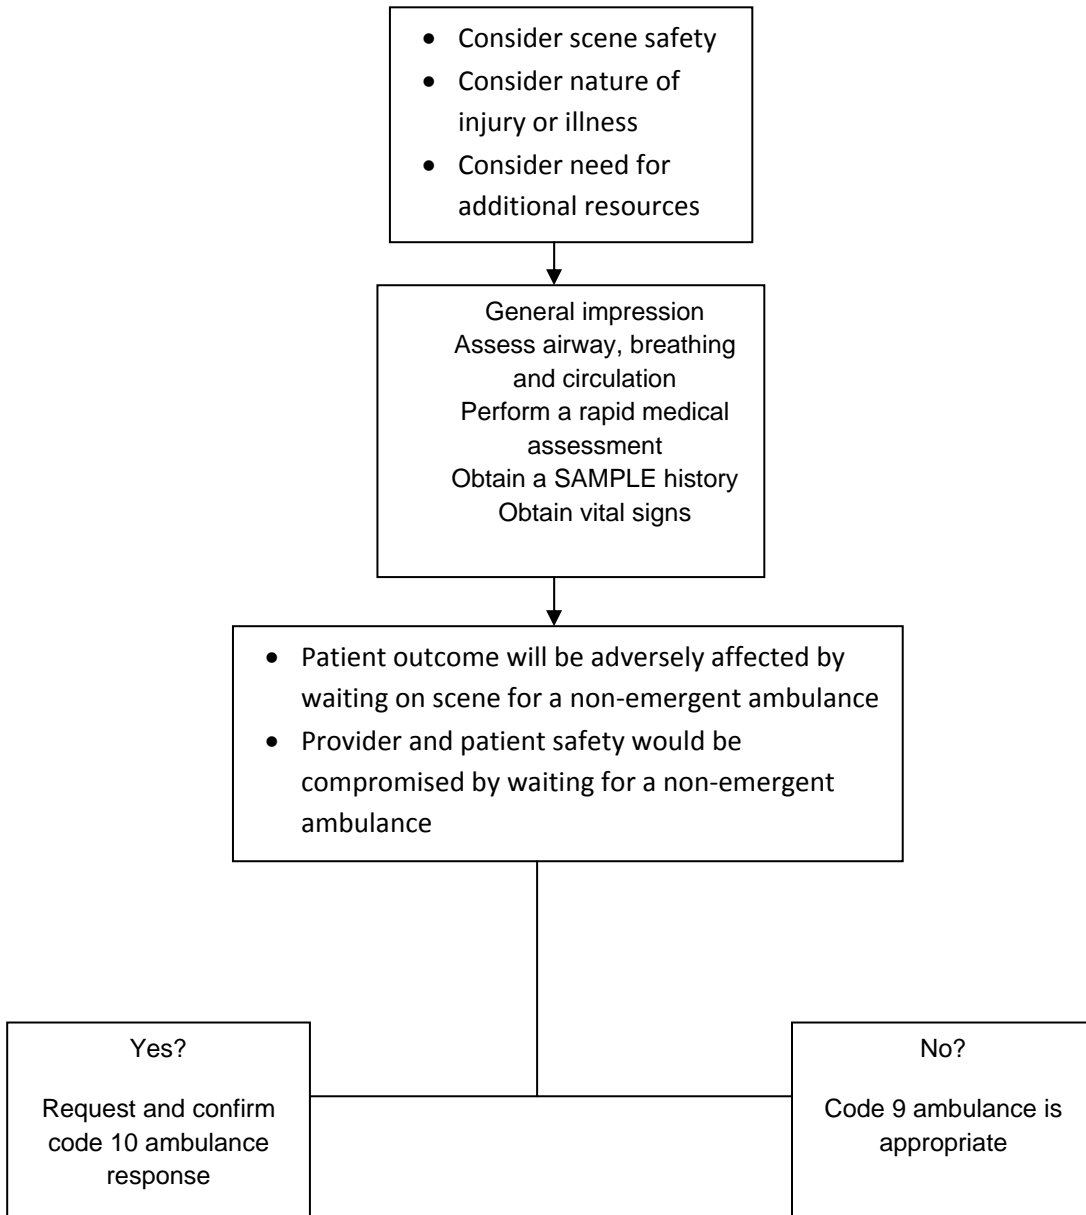 • Consider scene safety
• Consider nature of
injury or illness
• Consider need for
additional resources
General impression
Assess airway, breathing
and circulation
Perform a rapid medical
assessment
Obtain a SAMPLE history
Obtain vital signs
• Patient outcome will be adversely affected by
waiting on scene for a non-emergent ambulance
• Provider and patient safety would be
compromised by waiting for a non-emergent
ambulance
Yes?
Request and confirm
code 10 ambulance
response
No?
Code 9 ambulance is
appropriate